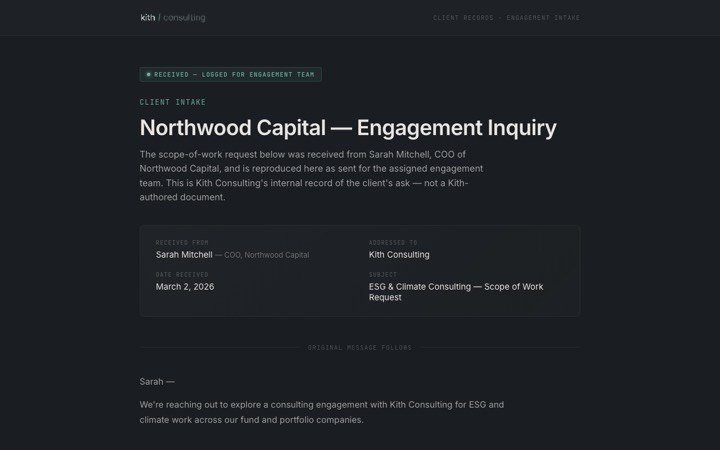 kith / consulting
CLIENT RECORDS · ENGAGEMENT INTAKE
RECEIVED — LOGGED FOR ENGAGEMENT TEAM
CLIENT INTAKE
Northwood Capital — Engagement Inquiry
The scope-of-work request below was received from Sarah Mitchell, COO of
Northwood Capital, and is reproduced here as sent for the assigned engagement
team. This is Kith Consulting's internal record of the client's ask — not a Kith-
authored document.
RECEIVED FROM
Sarah Mitchell — COO, Northwood Capital
ADDRESSED TO
Kith Consulting
DATE RECEIVED
March 2, 2026
SUBJECT
ESG & Climate Consulting — Scope of Work
Request
ORIGINAL MESSAGE FOLLOWS
Sarah —
We're reaching out to explore a consulting engagement with Kith Consulting for ESG and
climate work across our fund and portfolio companies.